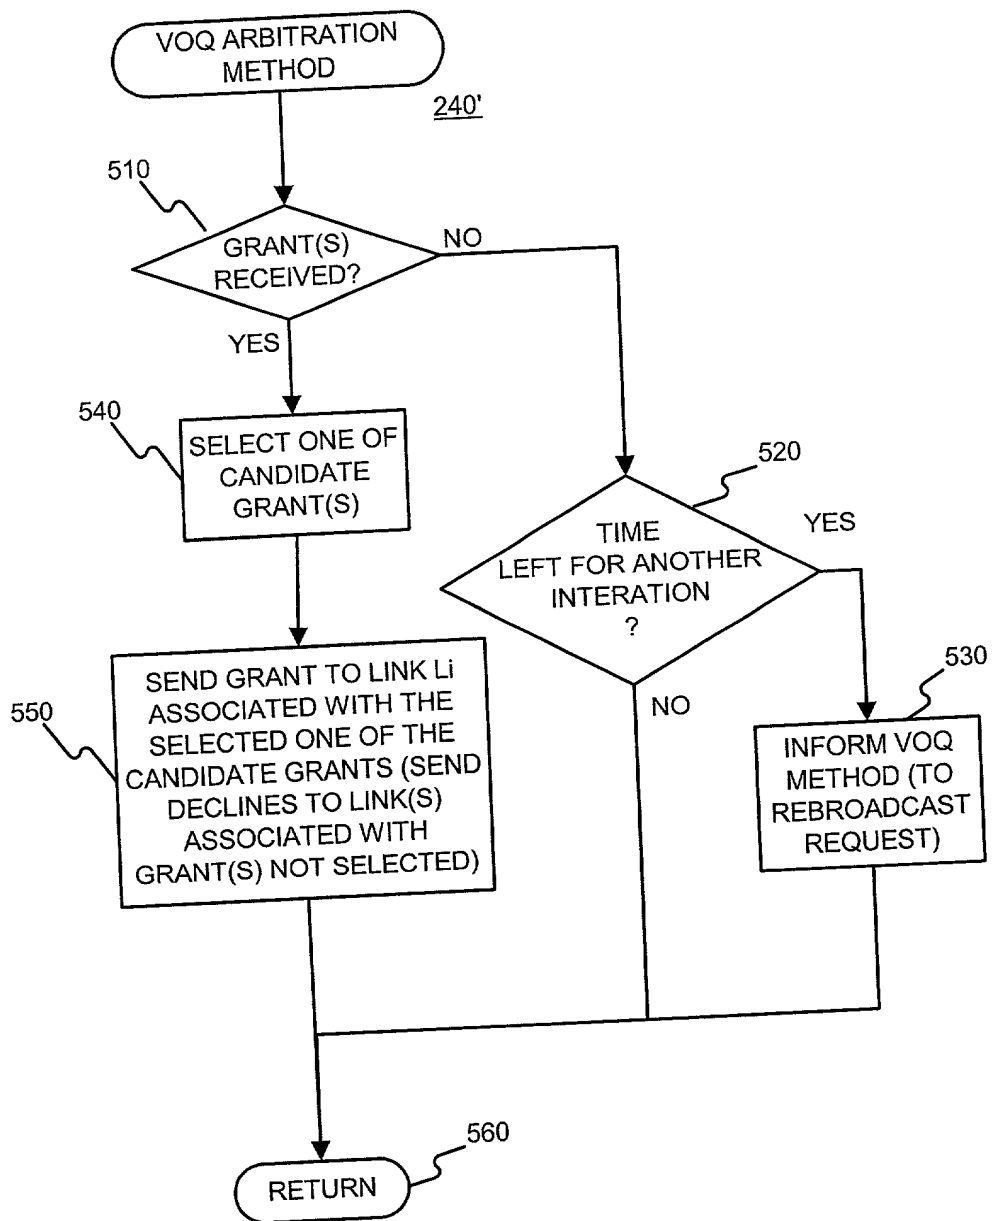 VOQ ARBITRATION
METHOD
240'
510
GRANT(S)
RECEIVED?
NO
YES
540
SELECT ONE OF
CANDIDATE
GRANT(S)
520
TIME
LEFT FOR ANOTHER
INTERATION
?
YES
NO
530
INFORM VOQ
METHOD (TO
REBROADCAST
REQUEST)
550
SEND GRANT TO LINK Li
ASSOCIATED WITH THE
SELECTED ONE OF THE
CANDIDATE GRANTS (SEND
DECLINES TO LINK(S)
ASSOCIATED WITH
GRANT(S) NOT SELECTED)
560
RETURN